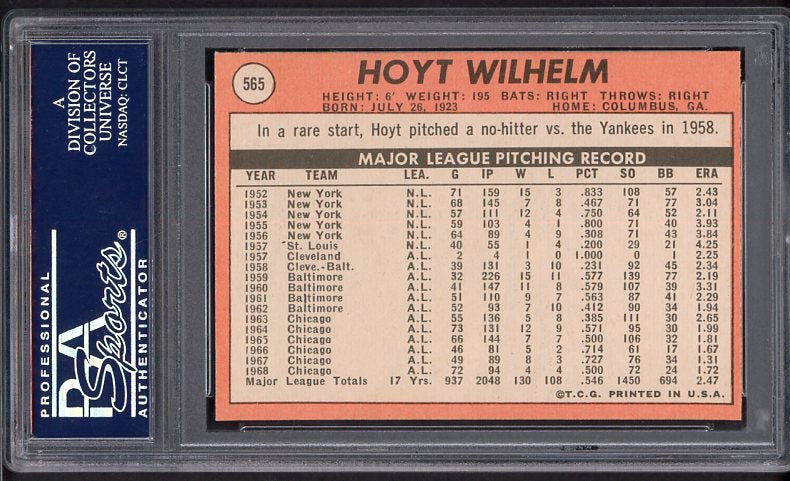 A
DIVISION OF
COLLECTORS
UNIVERSE
NASDAQ: CLCT
PROFESSIONAL
PSA
Sports®
AUTHENTICATOR
565
HOYT WILHELM
HEIGHT: 6' WEIGHT: 195 BATS: RIGHT THROWS: RIGHT
BORN: JULY 26, 1923 HOME: COLUMBUS, GA.
In a rare start, Hoyt pitched a no-hitter vs. the Yankees in 1958.
MAJOR LEAGUE PITCHING RECORD
YEAR TEAM LEA. G IP W L PCT SO BB ERA
1952 New York N.L. 71 159 15 3 .833 108 57 2.43
1953 New York N.L. 68 145 7 8 .467 71 77 3.04
1954 New York N.L. 57 111 12 4 .750 64 52 2.11
1955 New York N.L. 59 103 4 1 .800 71 40 3.93
1956 New York N.L. 64 89 4 9 .308 71 43 3.84
1957 St. Louis N.L. 40 55 1 4 .200 29 21 4.25
1957 Cleveland A.L. 2 4 1 0 1.000 0 1 2.25
1958 Cleve.-Balt. A.L. 39 131 3 10 .231 92 45 2.34
1959 Baltimore A.L. 32 226 15 11 .577 139 77 2.19
1960 Baltimore A.L. 41 147 11 8 .579 107 39 3.31
1961 Baltimore A.L. 51 110 9 7 .563 87 41 2.29
1962 Baltimore A.L. 52 93 7 10 .412 90 34 1.94
1963 Chicago A.L. 55 136 5 8 .385 111 30 2.65
1964 Chicago A.L. 73 131 12 9 .571 95 30 1.99
1965 Chicago A.L. 66 144 7 7 .500 106 32 1.81
1966 Chicago A.L. 46 81 5 2 .714 61 17 1.67
1967 Chicago A.L. 49 89 8 3 .727 76 34 1.31
1968 Chicago A.L. 72 94 4 4 .500 72 24 1.72
Major League Totals 17 Yrs. 937 2048 130 108 .546 1450 694 2.47
©T.C.G. PRINTED IN U.S.A.